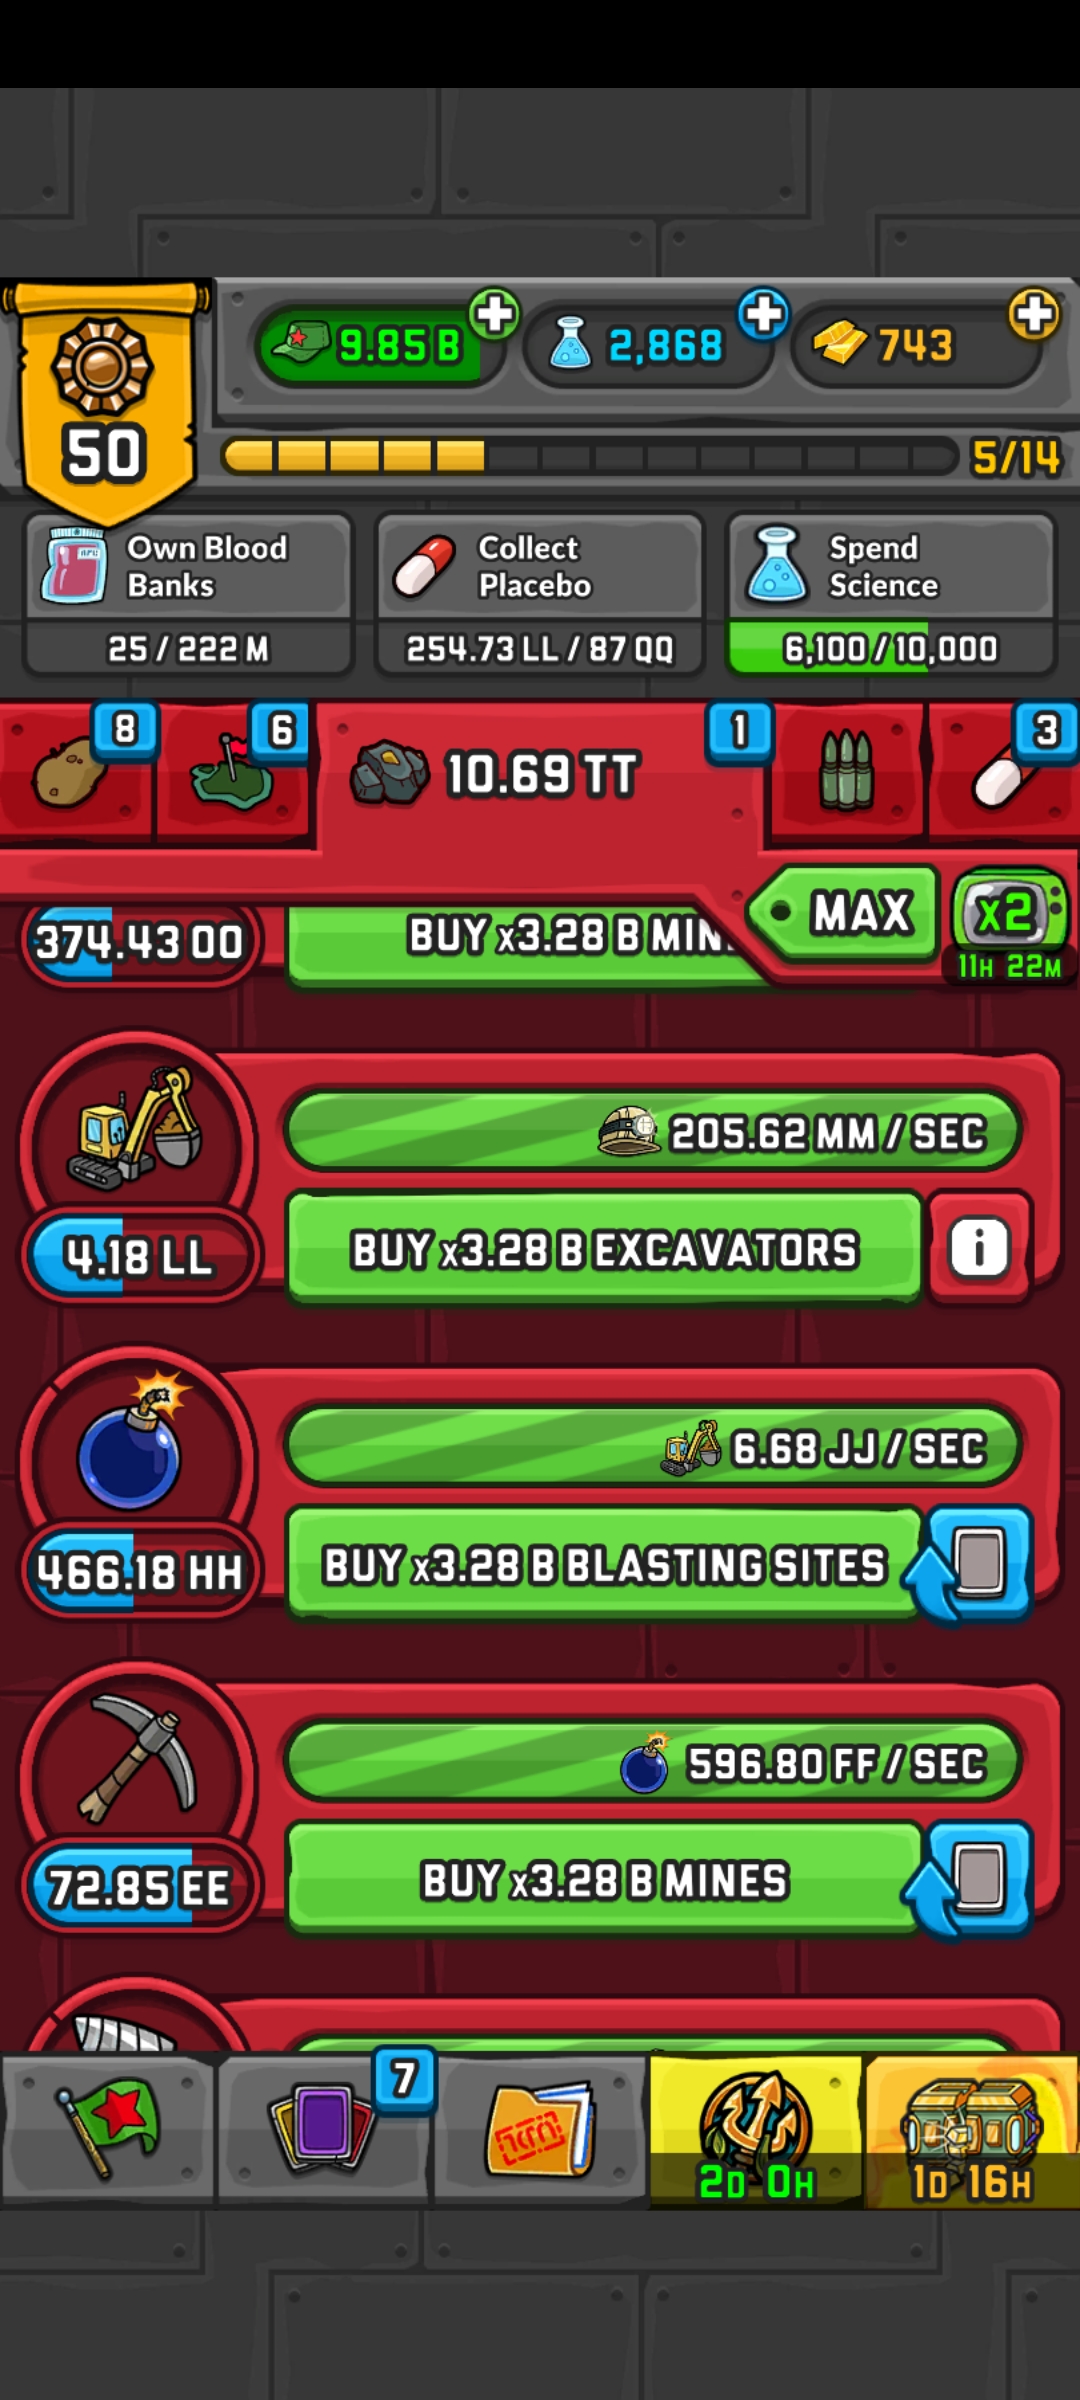 9.85 B
2,868
743
50
5/14
Own Blood
Banks
25 / 222 M
Collect
Placebo
254.73 LL / 87 QQ
Spend
Science
6,100 / 10,000
8
6
10.69 TT
1
3
MAX
x2
11H 22M
374.43 OO
BUY x3.28 B MIN
205.62 MM / SEC
4.18 LL
BUY x3.28 B EXCAVATORS
i
6.68 JJ / SEC
466.18 HH
BUY x3.28 B BLASTING SITES
596.80 FF / SEC
72.85 EE
BUY x3.28 B MINES
7
2D 0H
1D 16H